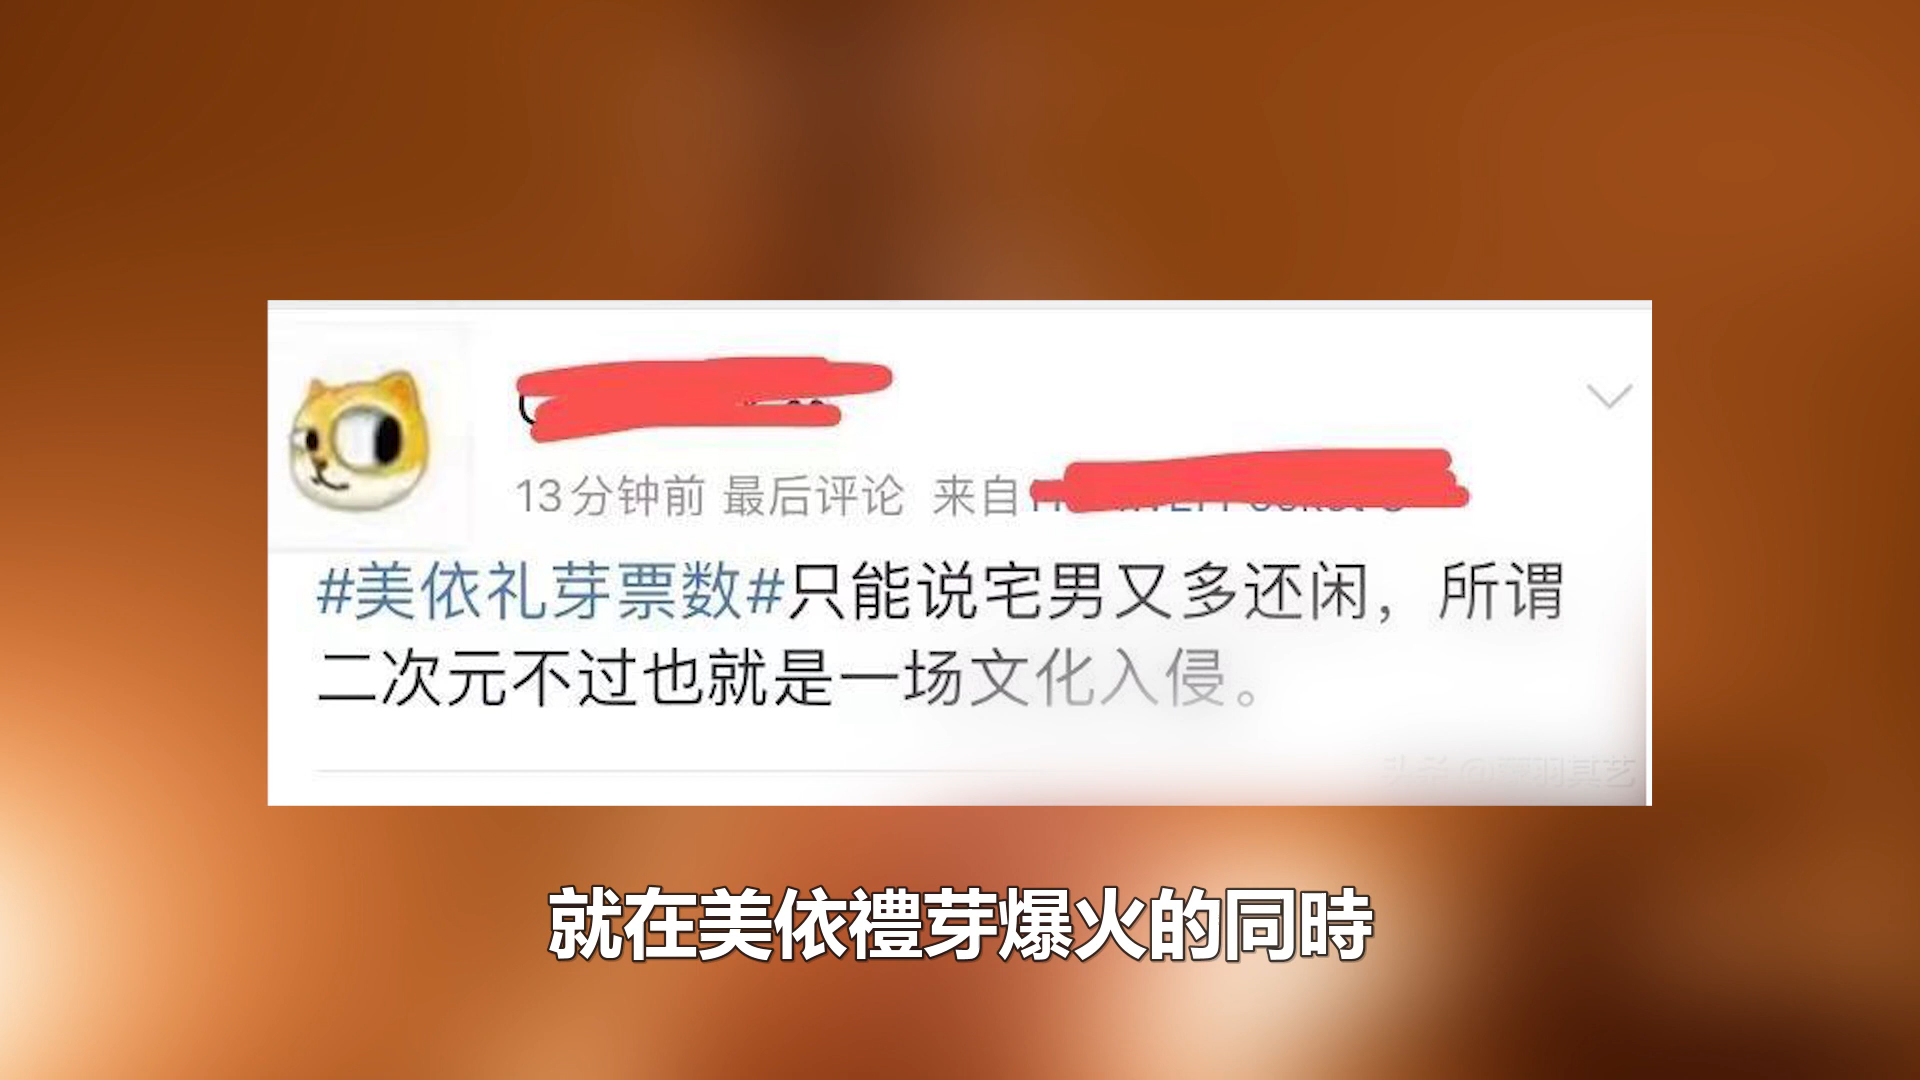 13分钟前 最后评论 来自
#美依礼芽票数#只能说宅男又多还闲，所谓
二次元不过也就是一场文化入侵。
就在美依禮芽爆火的同時